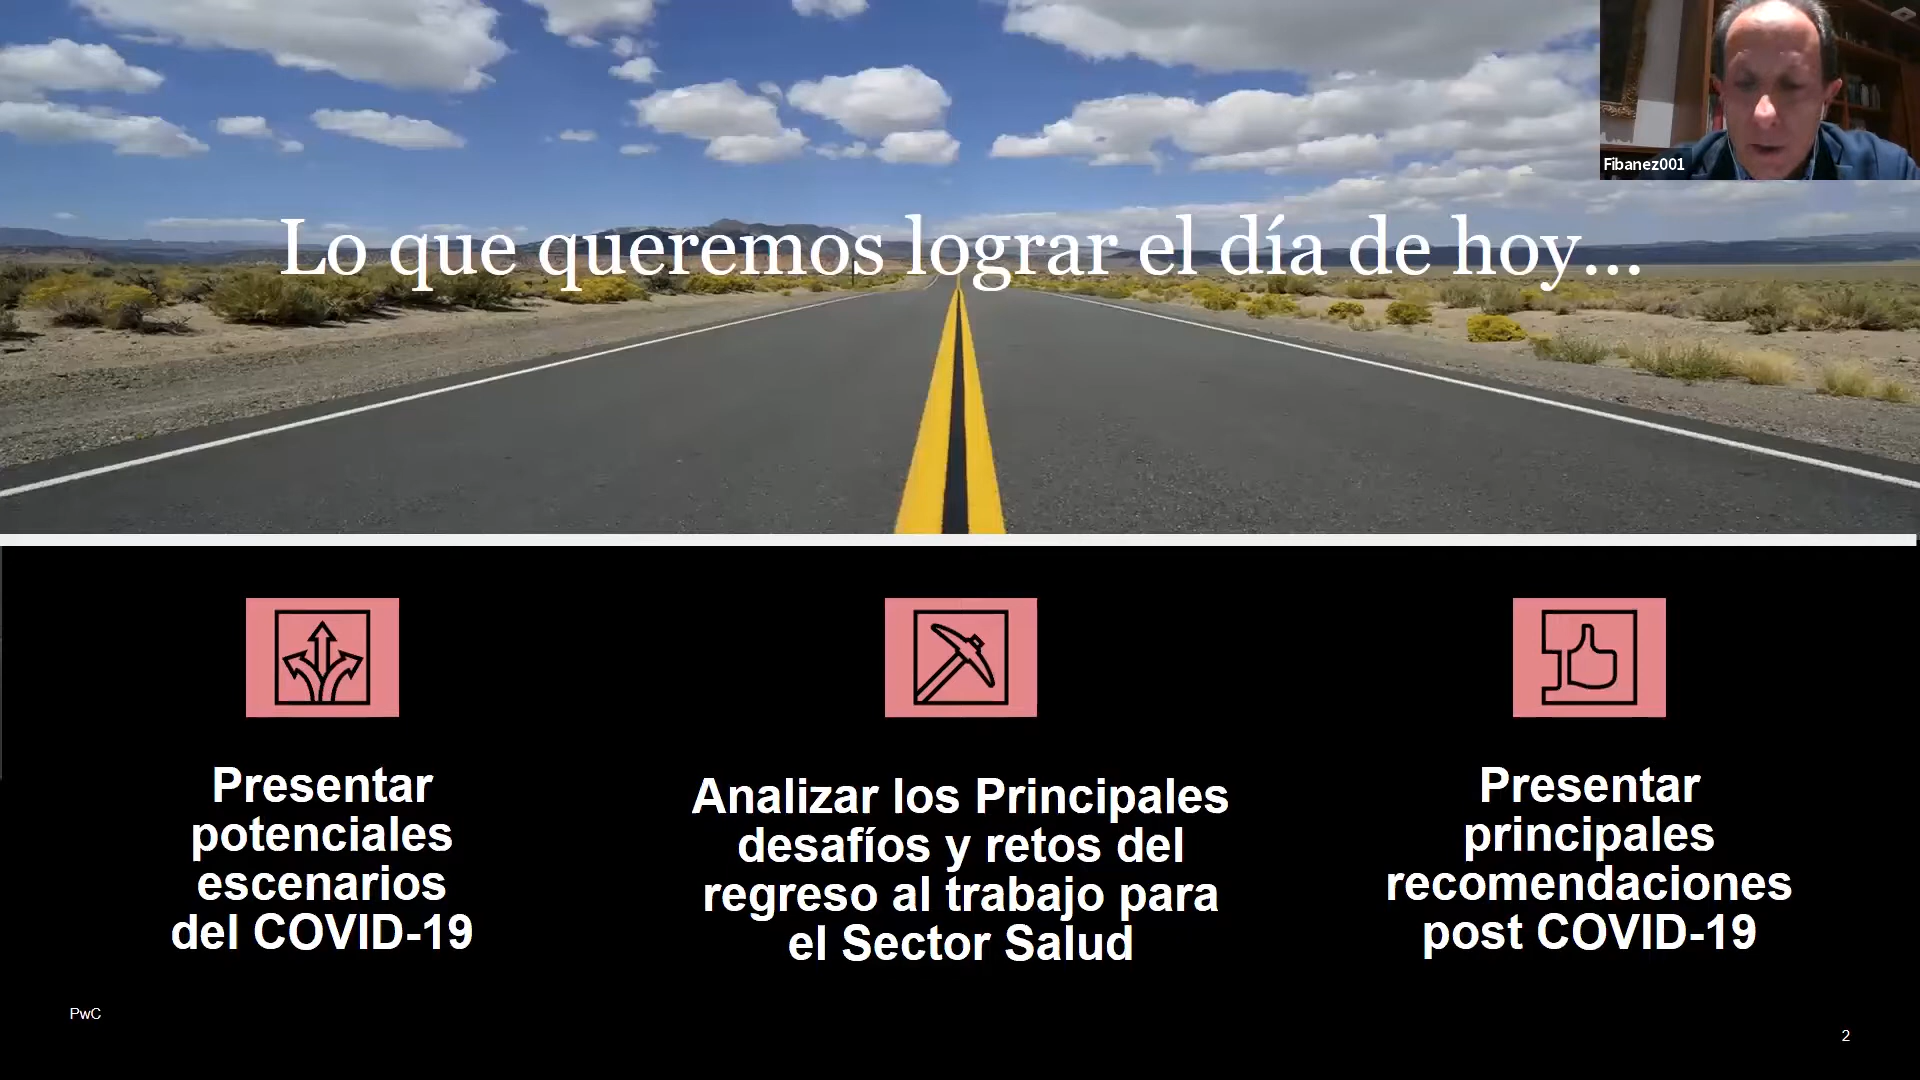 Fibanez001
Lo que queremos lograr el día de hoy...
Presentar
potenciales
escenarios
del COVID-19
Analizar los Principales
desafíos y retos del
regreso al trabajo para
el Sector Salud
Presentar
principales
recomendaciones
post COVID-19
PwC
2